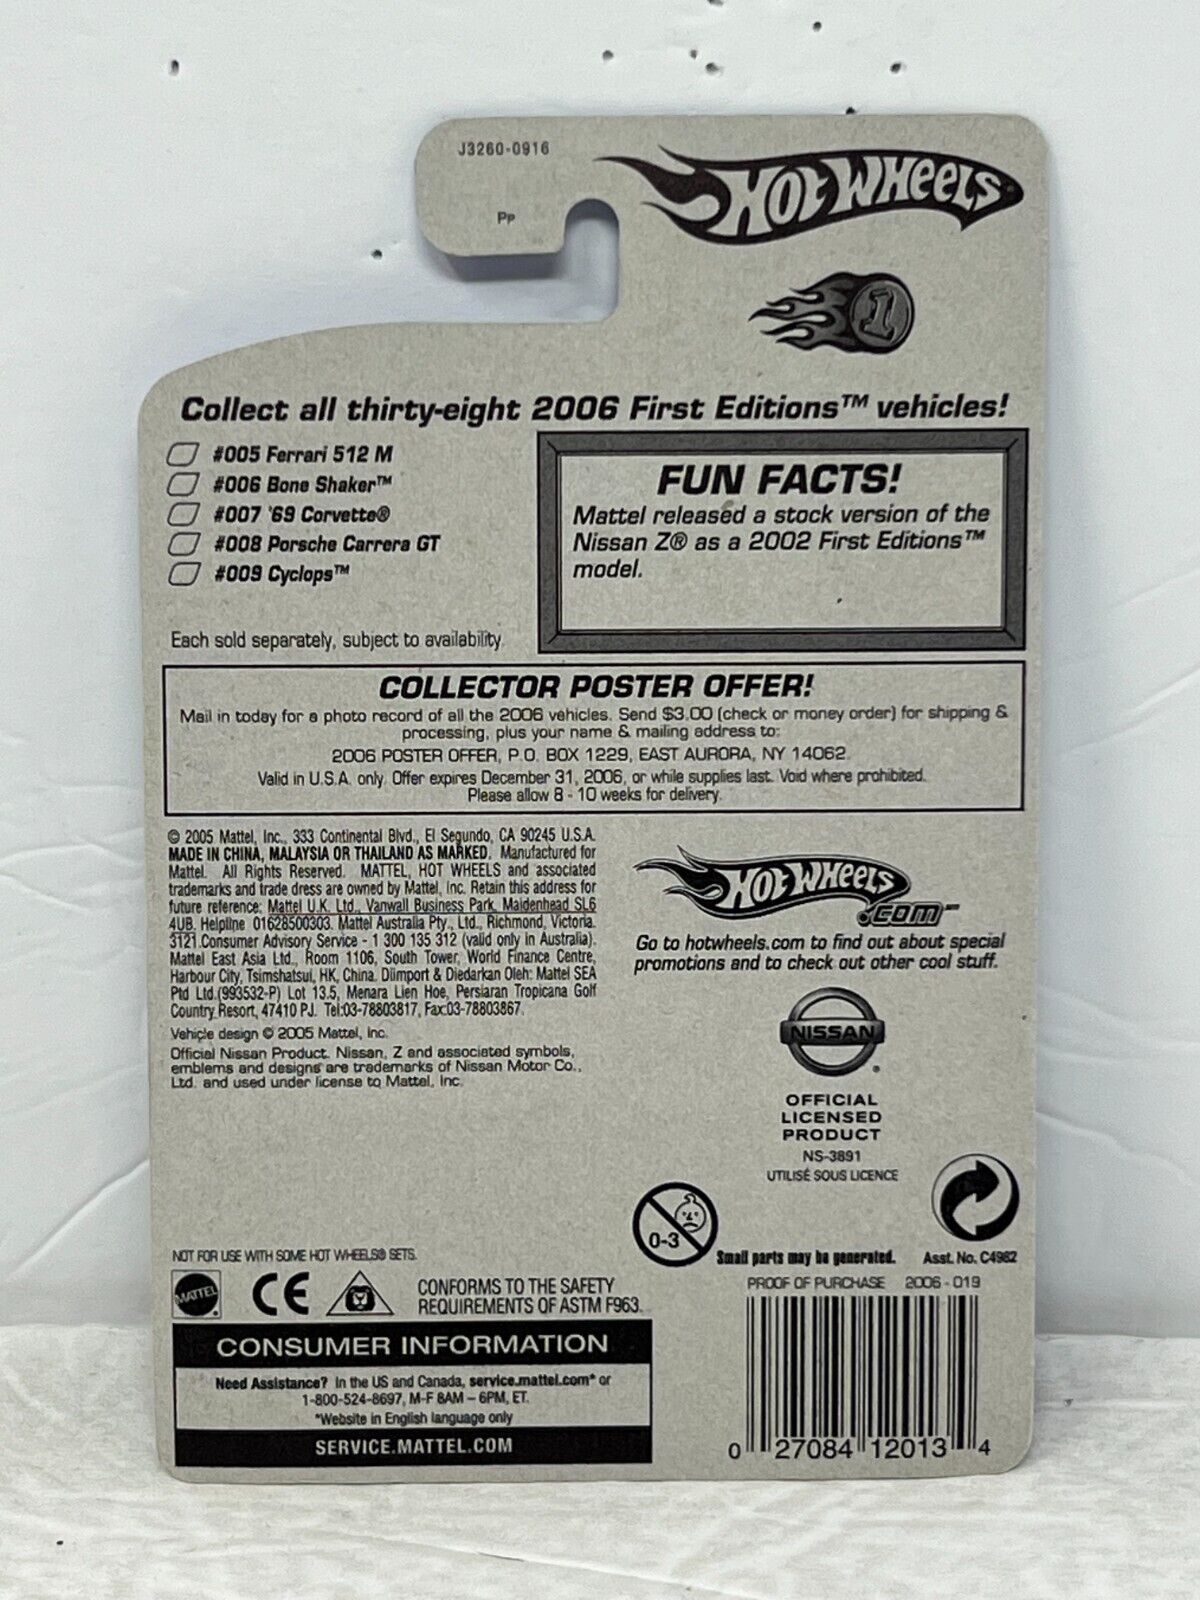 J3260-0916
Pp
HOT WHEELS
1
Collect all thirty-eight 2006 First Editions™ vehicles!
#005 Ferrari 512 M
#006 Bone Shaker™
#007 '69 Corvette®
#008 Porsche Carrera GT
#009 Cyclops™
Each sold separately, subject to availability.
FUN FACTS!
Mattel released a stock version of the
Nissan Z® as a 2002 First Editions™
model.
COLLECTOR POSTER OFFER!
Mail in today for a photo record of all the 2006 vehicles. Send $3.00 (check or money order) for shipping &
processing, plus your name & mailing address to:
2006 POSTER OFFER, P.O. BOX 1229, EAST AURORA, NY 14062.
Valid in U.S.A. only. Offer expires December 31, 2006, or while supplies last. Void where prohibited.
Please allow 8 - 10 weeks for delivery.
© 2005 Mattel, Inc., 333 Continental Blvd., El Segundo, CA 90245 U.S.A.
MADE IN CHINA, MALAYSIA OR THAILAND AS MARKED. Manufactured for
Mattel. All Rights Reserved. MATTEL, HOT WHEELS and associated
trademarks and trade dress are owned by Mattel, Inc. Retain this address for
future reference: Mattel U.K. Ltd., Vanwall Business Park, Maidenhead SL6
4UB. Helpline 01628500303. Mattel Australia Pty., Ltd., Richmond, Victoria.
3121.Consumer Advisory Service - 1 300 135 312 (valid only in Australia).
Mattel East Asia Ltd., Room 1106, South Tower, World Finance Centre,
Harbour City, Tsimshatsui, HK, China. Diimport & Diedarkan Oleh: Mattel SEA
Ptd Ltd.(993532-P) Lot 13.5, Menara Lien Hoe, Persiaran Tropicana Golf
Country Resort, 47410 PJ. Tel:03-78803817, Fax:03-78803867.
Vehicle design © 2005 Mattel, Inc.
Official Nissan Product. Nissan, Z and associated symbols,
emblems and designs are trademarks of Nissan Motor Co.,
Ltd. and used under license to Mattel, Inc.
HOT WHEELS
.COM™
Go to hotwheels.com to find out about special
promotions and to check out other cool stuff.
NISSAN
OFFICIAL
LICENSED
PRODUCT
NS-3891
UTILISÉ SOUS LICENCE
0-3
Small parts may be generated.
Asst. No. C4982
NOT FOR USE WITH SOME HOT WHEELS® SETS.
MATTEL
CE
CONFORMS TO THE SAFETY
REQUIREMENTS OF ASTM F963.
CONSUMER INFORMATION
Need Assistance? In the US and Canada, service.mattel.com* or
1-800-524-8697, M-F 8AM – 6PM, ET.
*Website in English language only
SERVICE.MATTEL.COM
PROOF OF PURCHASE 2006 - 019
0 27084 12013 4